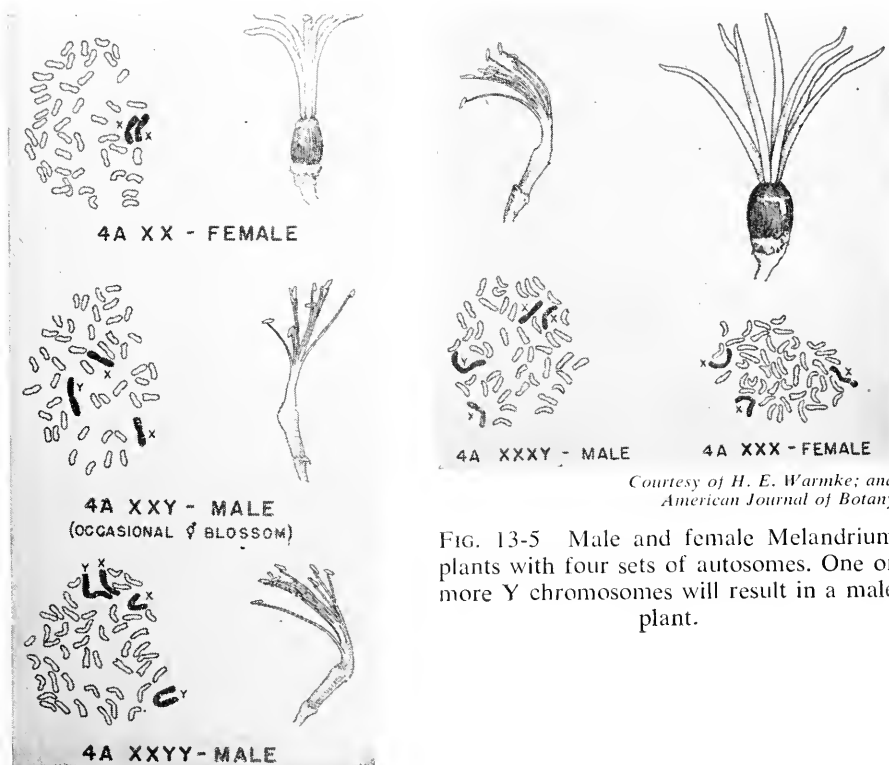 X
X
4A XX - FEMALE
X
Y
X
4A XXY - MALE
(OCCASIONAL ⚥ BLOSSOM)
Y X
X
Y
4A XXYY - MALE
X
X
Y
X
4A XXXY - MALE
X
X
X
4A XXX - FEMALE
Courtesy of H. E. Warmke; and
American Journal of Botany
FIG. 13-5 Male and female Melandrium
plants with four sets of autosomes. One or
more Y chromosomes will result in a male
plant.